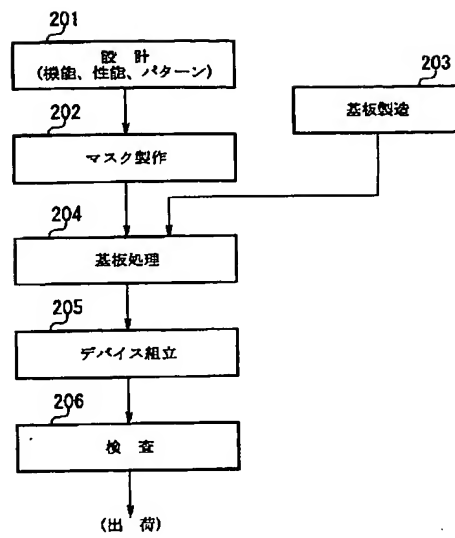 201
設 計
(機能、性能、パターン)
202
マスク製作
203
基板製造
204
基板処理
205
デバイス組立
206
検 査
(出 荷)